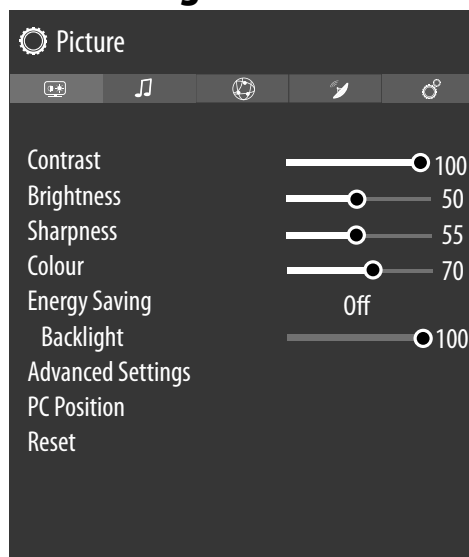 Picture
Contrast 100
Brightness 50
Sharpness 55
Colour 70
Energy Saving Off
Backlight 100
Advanced Settings
PC Position
Reset